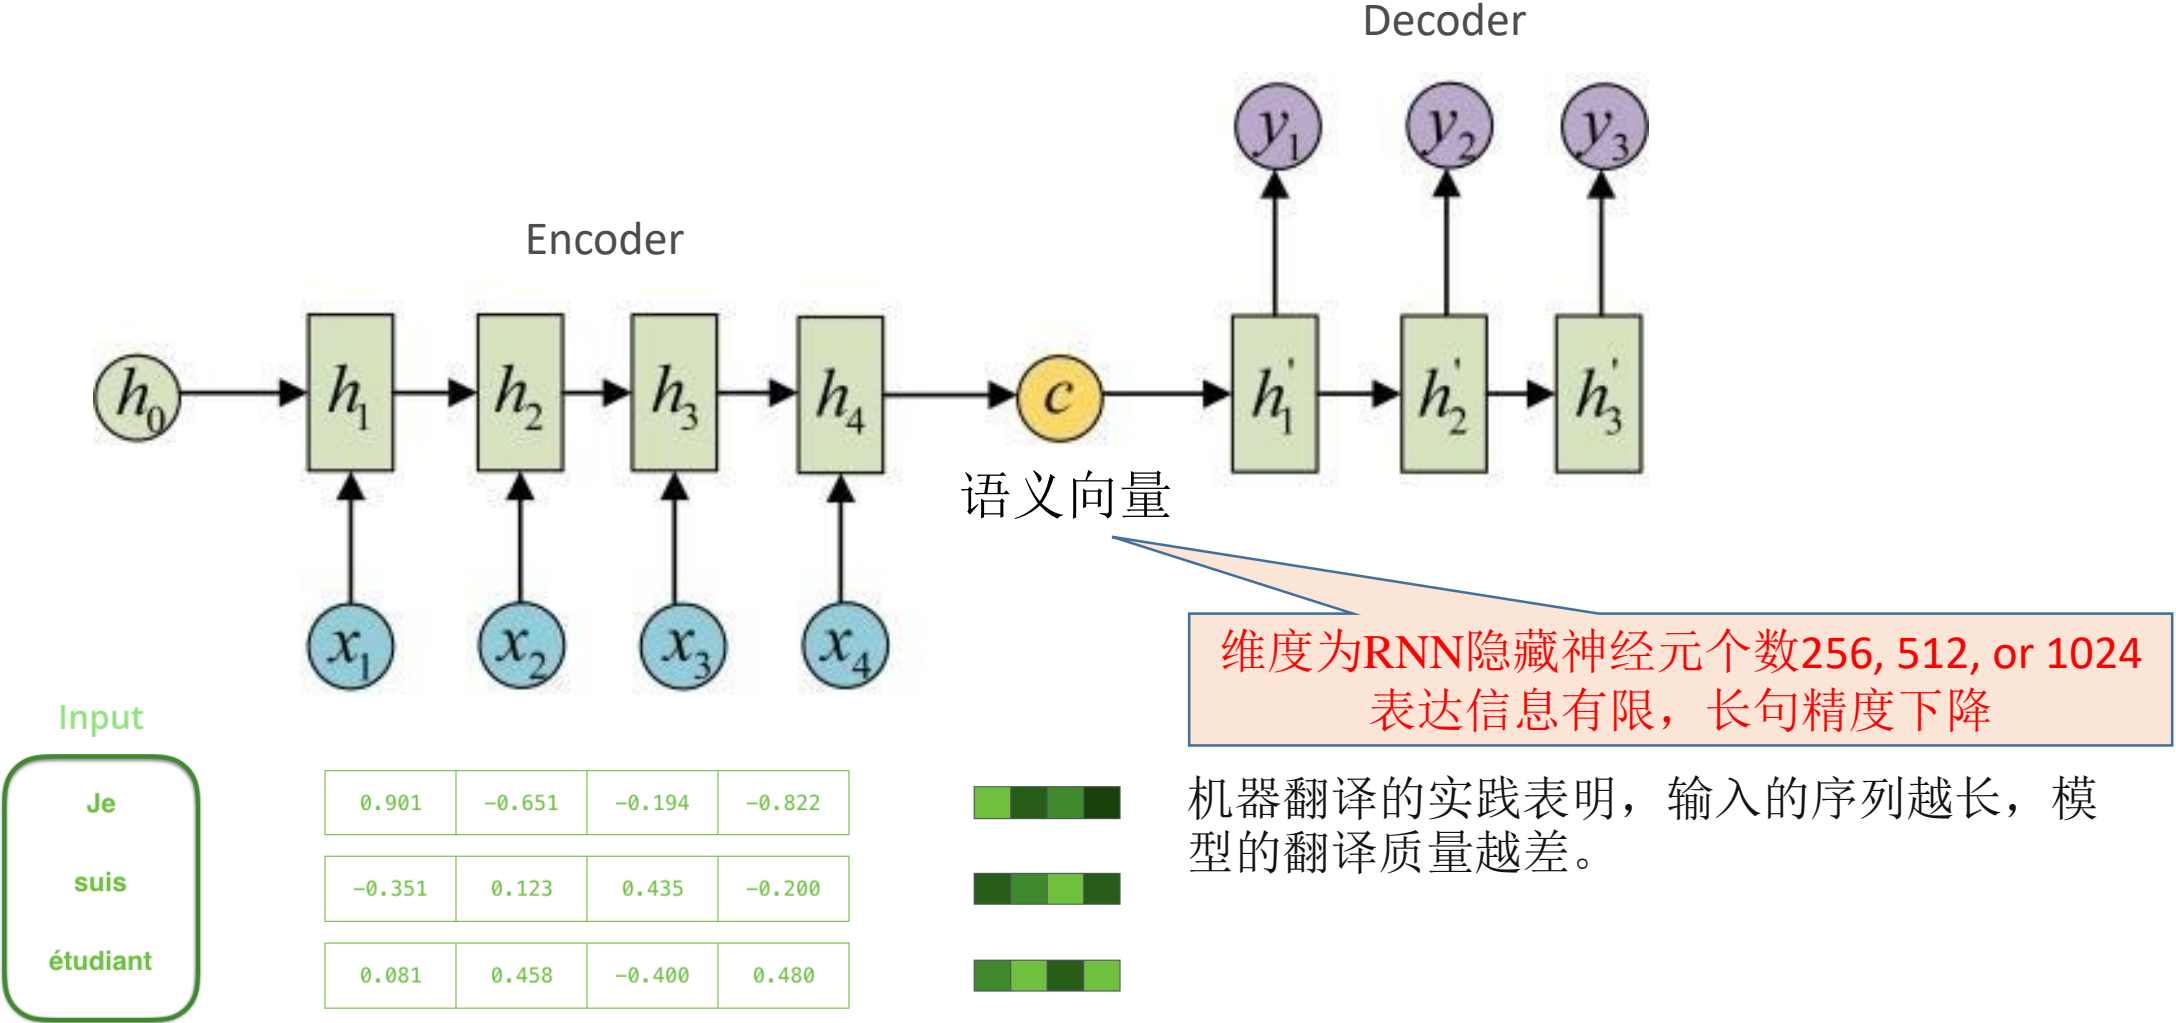 Decoder
y1 y2 y3
Encoder
h0 h1 h2 h3 h4 c h'1 h'2 h'3
语义向量
x1 x2 x3 x4
维度为RNN隐藏神经元个数256, 512, or 1024
表达信息有限，长句精度下降
Input
Je 0.901 −0.651 −0.194 −0.822
suis −0.351 0.123 0.435 −0.200
étudiant 0.081 0.458 −0.400 0.480
机器翻译的实践表明，输入的序列越长，模
型的翻译质量越差。